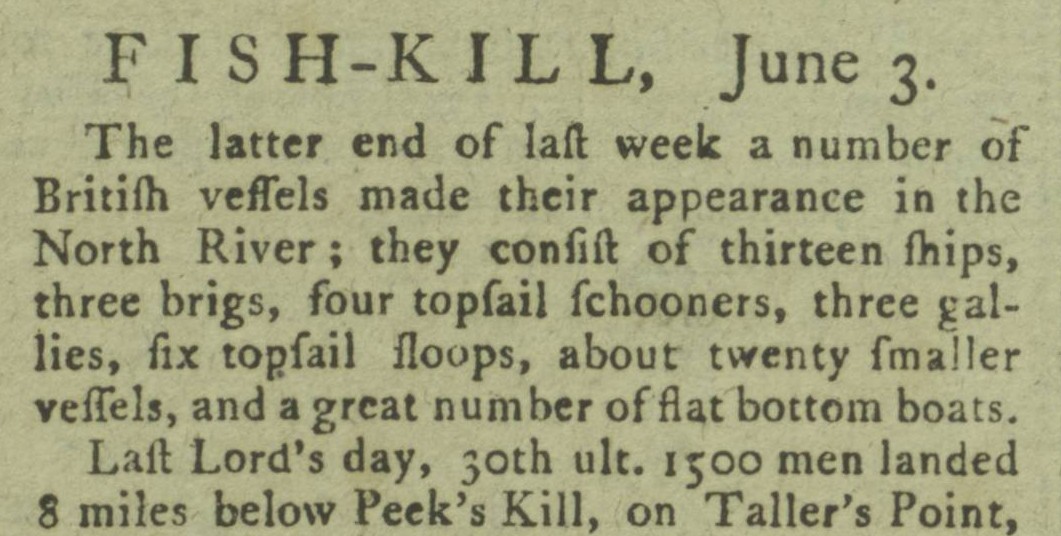 FISH-KILL, June 3.
The latter end of laſt week a number of
Britiſh veſſels made their appearance in the
North River; they conſiſt of thirteen ſhips,
three brigs, four topſail ſchooners, three gal-
lies, ſix topſail ſloops, about twenty ſmaller
veſſels, and a great number of flat bottom boats.
Laſt Lord's day, 30th ult. 1500 men landed
8 miles below Peek's Kill, on Taller's Point,